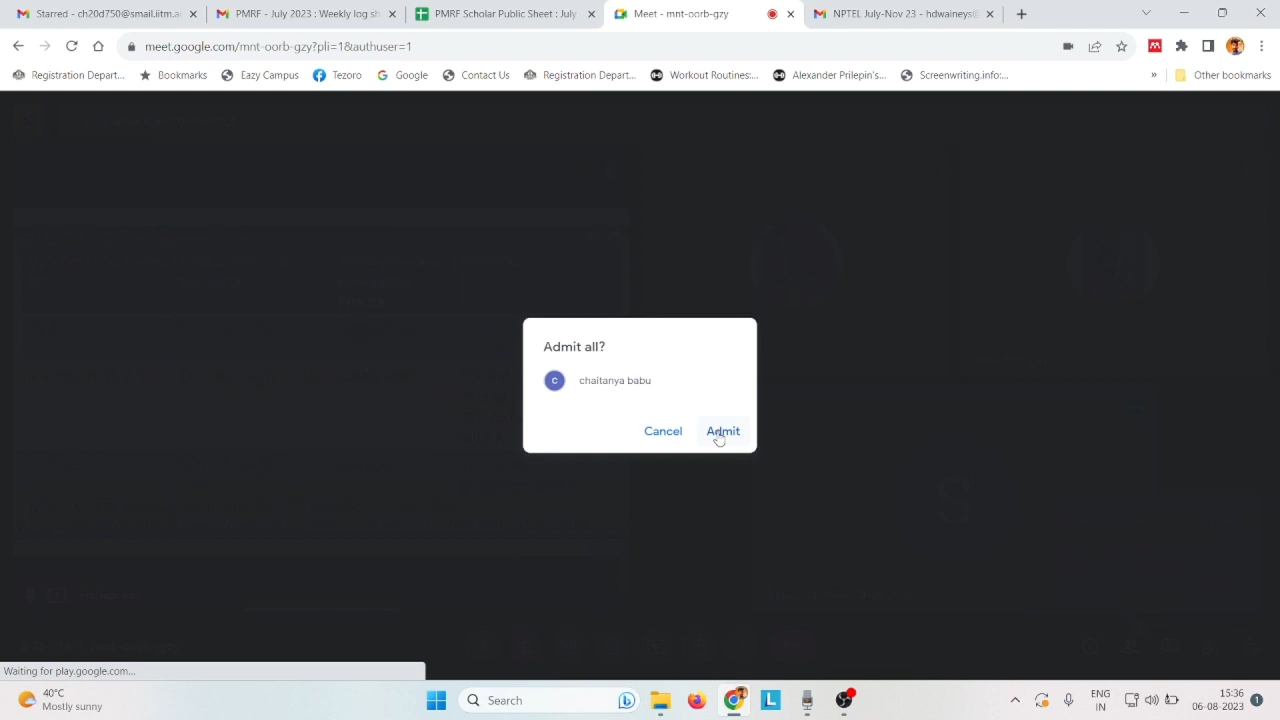 Starred - ch20d750@smail.iitm.a
PMRF - July 2023 : Weekly log sh
PMRF Scholar Public Sheet : July
Meet - mnt-oorb-gzy
NPTEL July-Nov 23 - hdwaineys@
meet.google.com/mnt-oorb-gzy?pli=1&authuser=1
Registration Depart...
Bookmarks
Eazy Campus
Tezoro
Google
Contact Us
Registration Depart...
Workout Routines:...
Alexander Prilepin's...
Screenwriting.info:...
» Other bookmarks
Admit all?
c chaitanya babu
Cancel Admit
S
Waiting for play.google.com...
40°C
Mostly sunny
Search
ENG
IN
15:36
06-08-2023
1